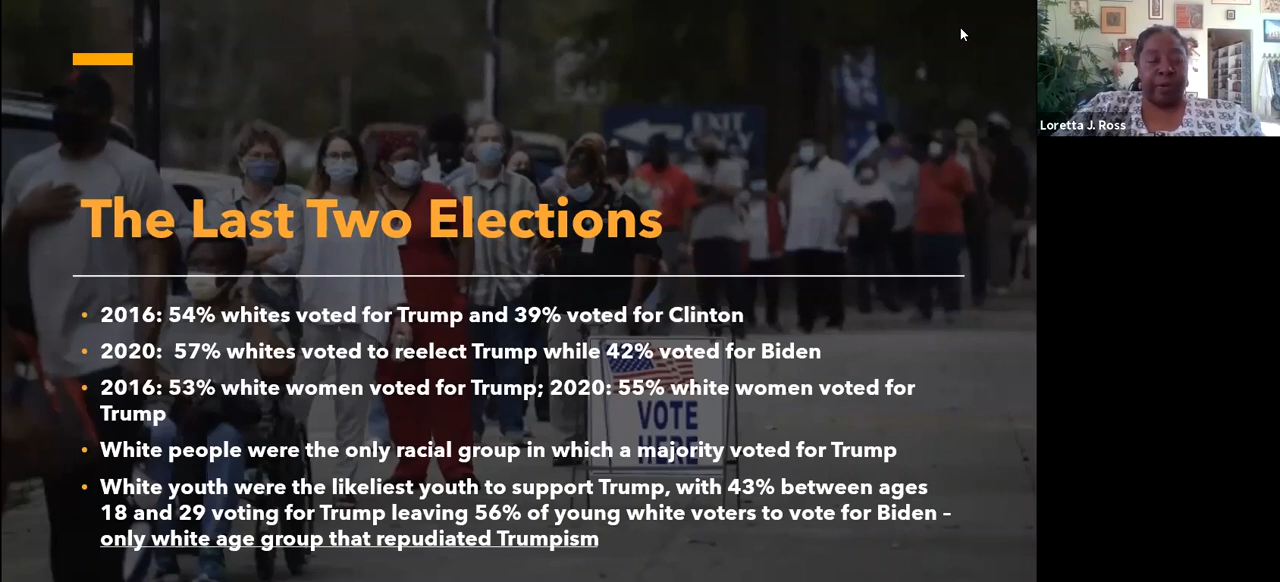 EXIT
The Last Two Elections
• 2016: 54% whites voted for Trump and 39% voted for Clinton
• 2020:  57% whites voted to reelect Trump while 42% voted for Biden
• 2016: 53% white women voted for Trump; 2020: 55% white women voted for
Trump
• White people were the only racial group in which a majority voted for Trump
• White youth were the likeliest youth to support Trump, with 43% between ages
18 and 29 voting for Trump leaving 56% of young white voters to vote for Biden –
only white age group that repudiated Trumpism
VOTE
HERE
Loretta J. Ross